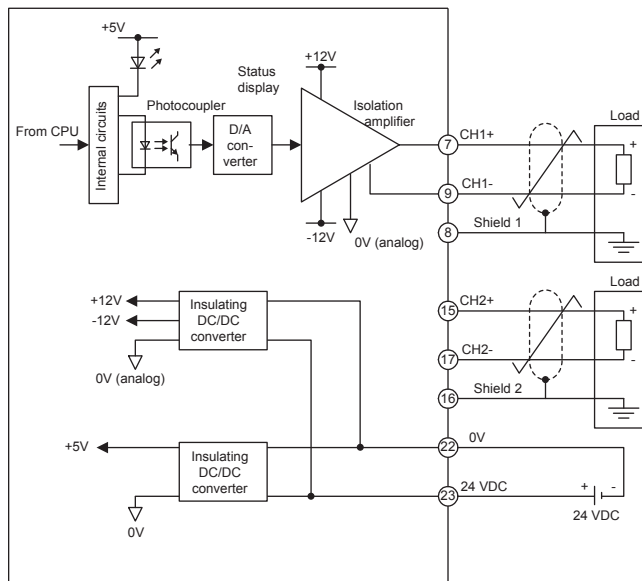 +5V
Status
display
+12V
Isolation
amplifier
From CPU
Internal circuits
Photocoupler
D/A
con-
verter
-12V
0V (analog)
7
CH1+
9
CH1-
8
Shield 1
Load
+
-
+12V
-12V
0V (analog)
Insulating
DC/DC
converter
15
CH2+
17
CH2-
16
Shield 2
Load
+
-
+5V
0V
Insulating
DC/DC
converter
22
0V
23
24 VDC
+
-
24 VDC